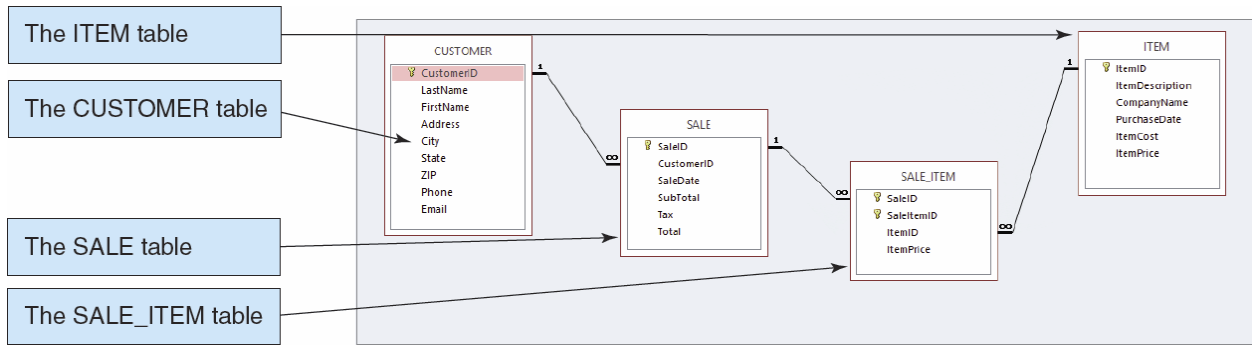 The ITEM table
The CUSTOMER table
The SALE table
The SALE_ITEM table
CUSTOMER
CustomerID
LastName
FirstName
Address
City
State
ZIP
Phone
Email
1
∞
SALE
SaleID
CustomerID
SaleDate
SubTotal
Tax
Total
1
∞
SALE_ITEM
SaleID
SaleItemID
ItemID
ItemPrice
∞
1
ITEM
ItemID
ItemDescription
CompanyName
PurchaseDate
ItemCost
ItemPrice